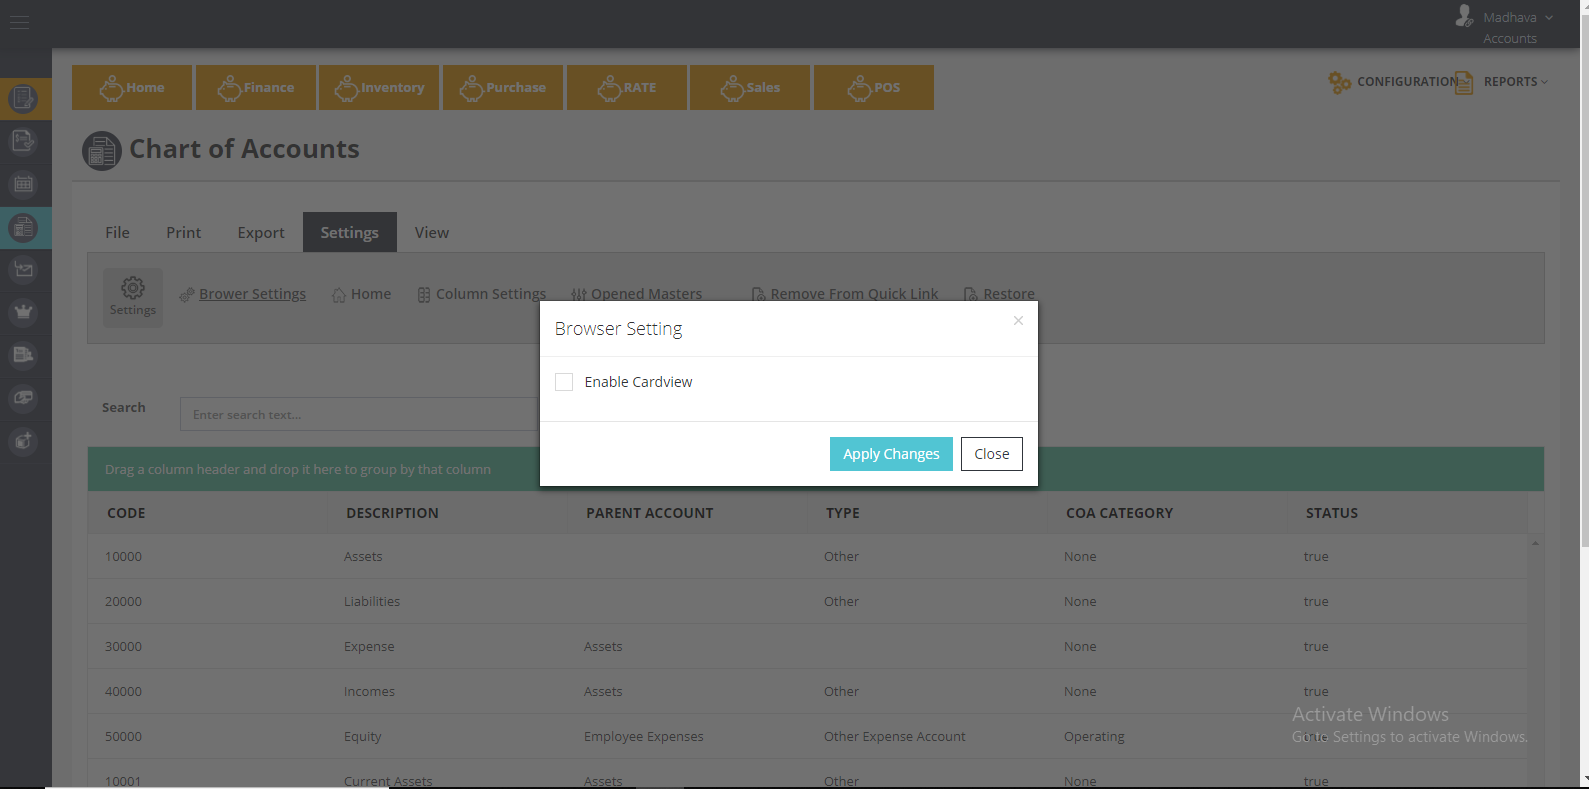 Madhava
Accounts
Home Finance Inventory Purchase RATE Sales POS
CONFIGURATION REPORTS
Chart of Accounts
File Print Export Settings View
Settings
Brower Settings Home Column Settings Opened Masters Remove From Quick Link Restore
Browser Setting
×
Enable Cardview
Apply Changes Close
Search
Enter search text...
Drag a column header and drop it here to group by that column
CODE DESCRIPTION PARENT ACCOUNT TYPE COA CATEGORY STATUS
10000 Assets Other None true
20000 Liabilities Other None true
30000 Expense Assets None true
40000 Incomes Assets Other None true
50000 Equity Employee Expenses Other Expense Account Operating true
10001 Current Assets Assets Other None true
Activate Windows
Go to Settings to activate Windows.